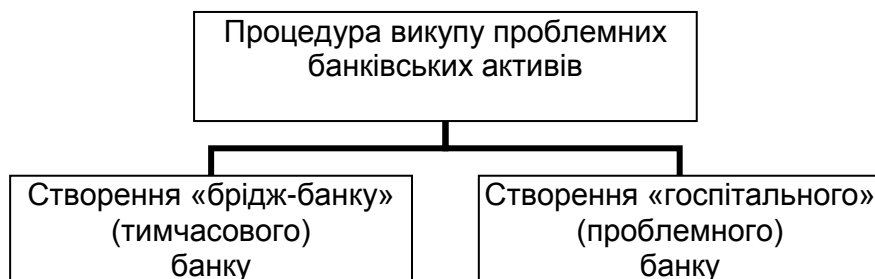 Процедура викупу проблемних
банківських активів
Створення «брідж-банку»
(тимчасового)
банку
Створення «госпітального»
(проблемного)
банку